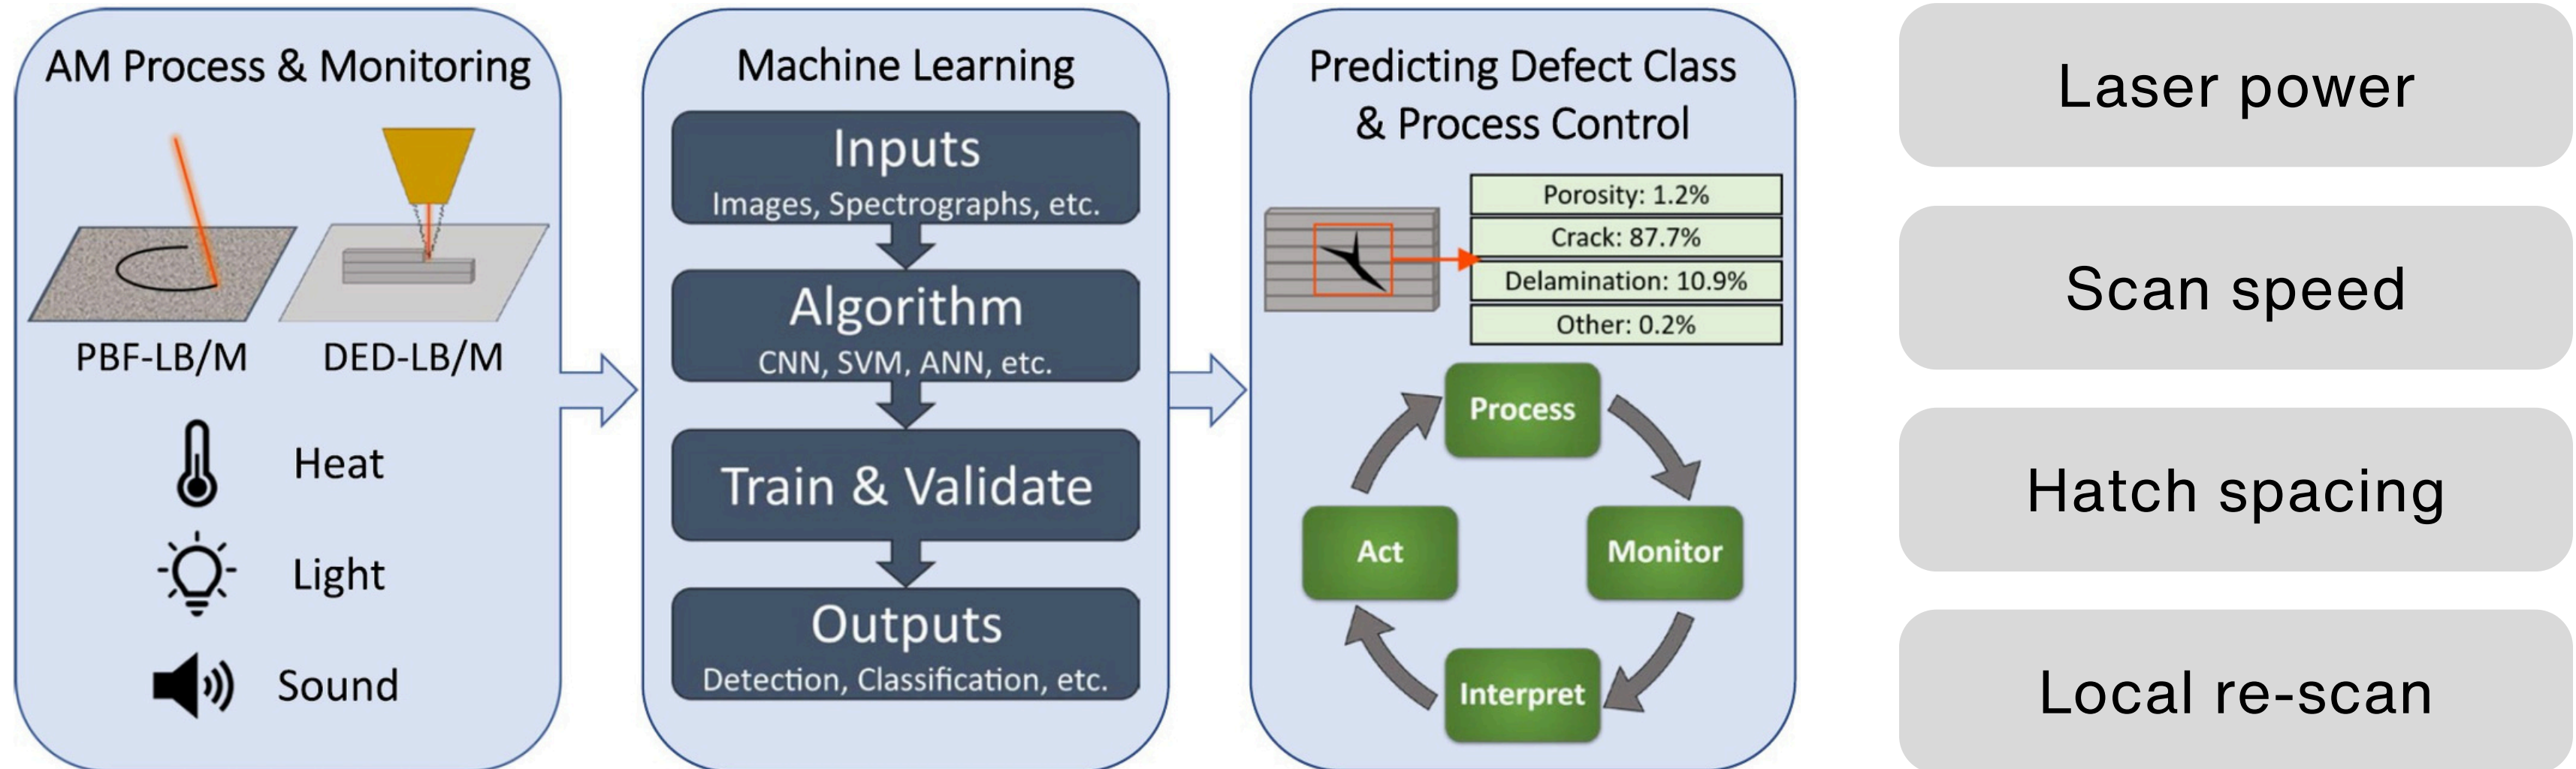 AM Process & Monitoring
PBF-LB/M
DED-LB/M
Heat
Light
Sound
Machine Learning
Inputs
Images, Spectrographs, etc.
Algorithm
CNN, SVM, ANN, etc.
Train & Validate
Outputs
Detection, Classification, etc.
Predicting Defect Class
& Process Control
Porosity: 1.2%
Crack: 87.7%
Delamination: 10.9%
Other: 0.2%
Process
Monitor
Interpret
Act
Laser power
Scan speed
Hatch spacing
Local re-scan